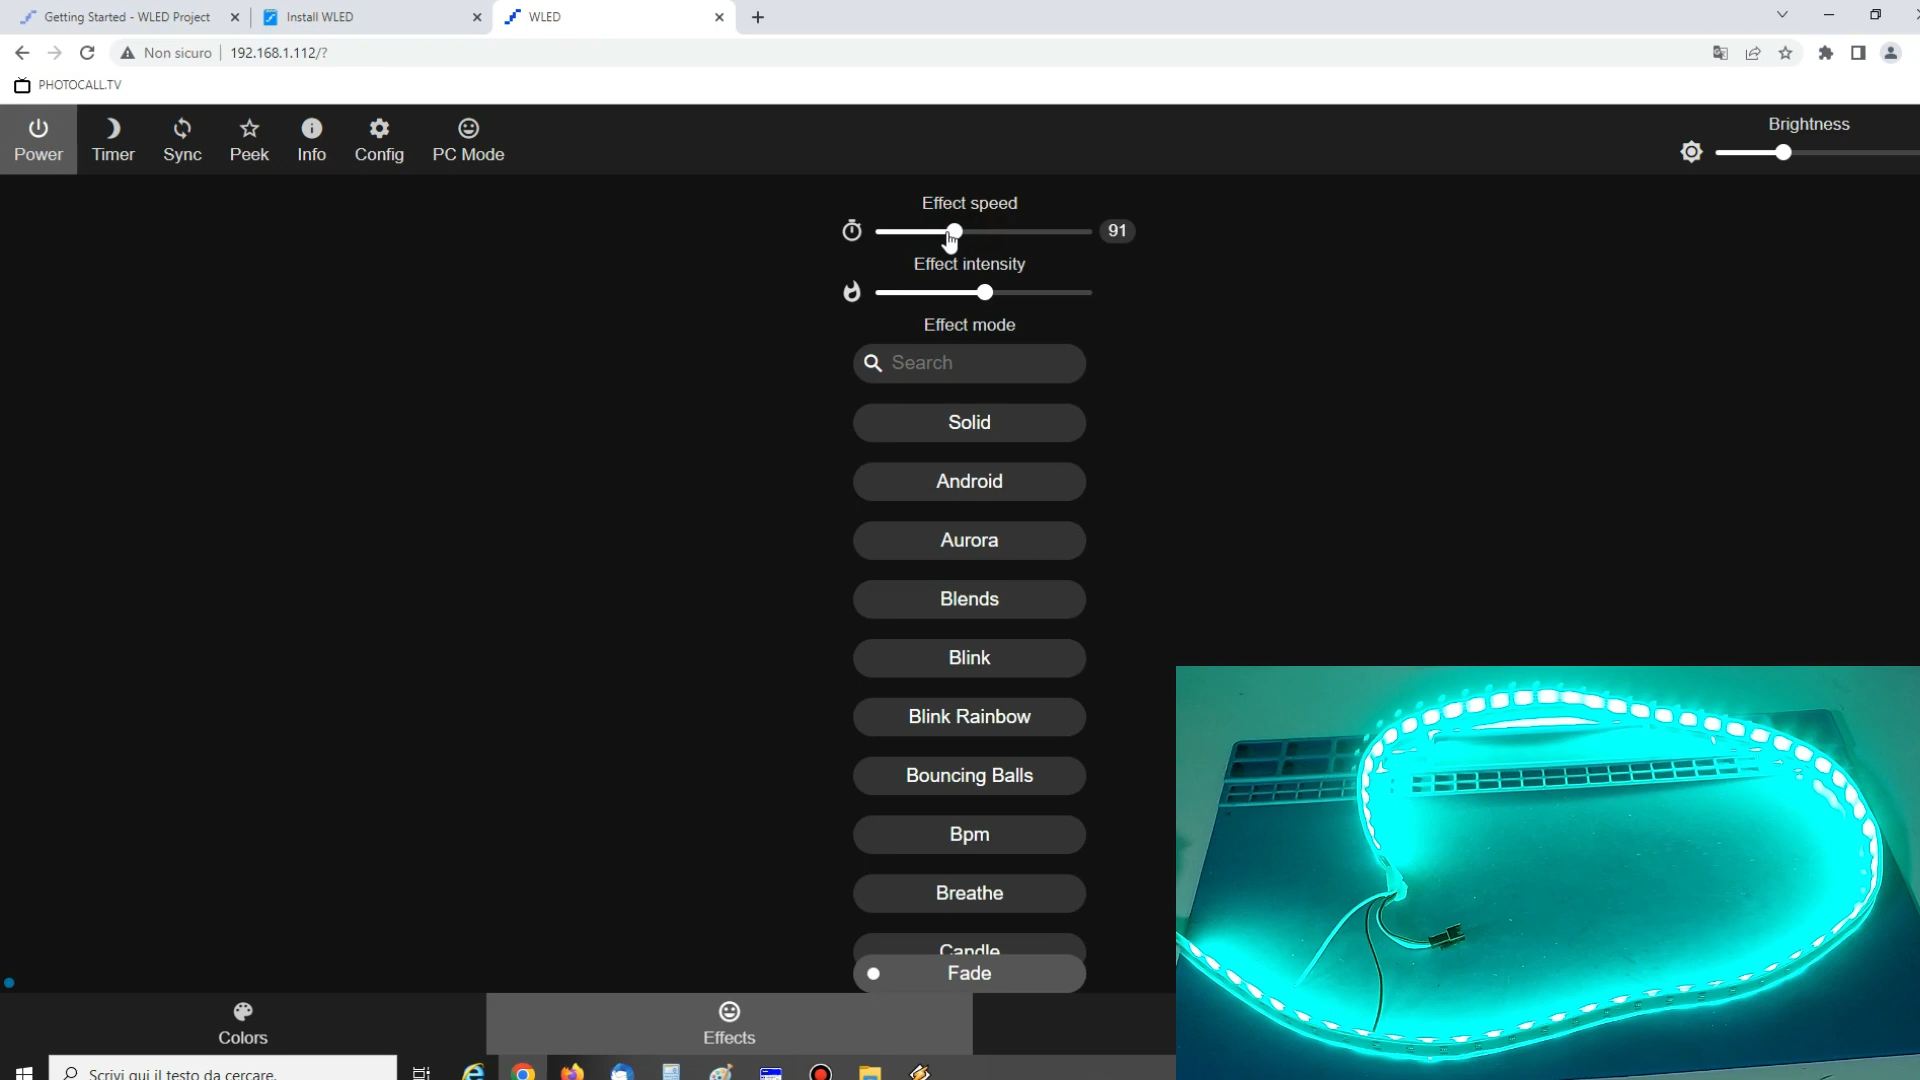 Getting Started - WLED Project
Install WLED
WLED
Non sicuro
192.168.1.112/?
PHOTOCALL.TV
Power
Timer
Sync
Peek
Info
Config
PC Mode
Brightness
Effect speed
91
Effect intensity
Effect mode
Search
Solid
Android
Aurora
Blends
Blink
Blink Rainbow
Bouncing Balls
Bpm
Breathe
Candle
Fade
Colors
Effects
Scrivi qui il testo da cercare.